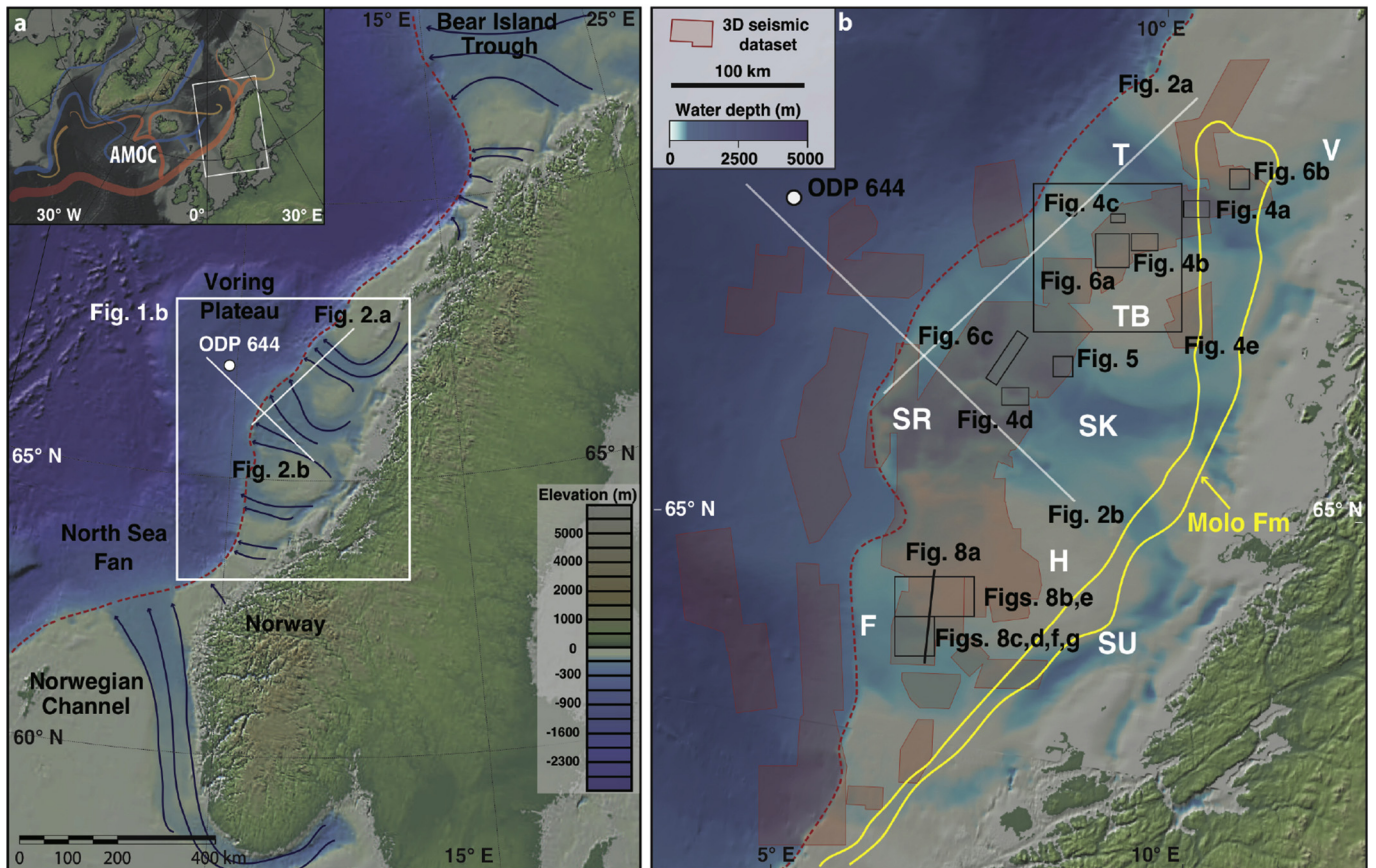 a
15° E
Bear Island
Trough
25° E
AMOC
30° W
0°
30° E
Voring
Plateau
Fig. 1.b
Fig. 2.a
ODP 644
65° N
Fig. 2.b
65° N
North Sea
Fan
Elevation (m)
5000
4000
2000
1000
0
-300
-900
-1600
-2300
Norway
Norwegian
Channel
60° N
0
100
200
400 km
15° E
3D seismic
dataset
100 km
Water depth (m)
0
2500
5000
b
10° E
Fig. 2a
T
V
ODP 644
Fig. 6b
Fig. 4c
Fig. 4a
Fig. 4b
Fig. 6a
TB
Fig. 6c
Fig. 4e
Fig. 5
SR
Fig. 4d
SK
65° N
Fig. 2b
Molo Fm
65° N
Fig. 8a
H
Figs. 8b,e
F
Figs. 8c,d,f,g
SU
5° E
10° E